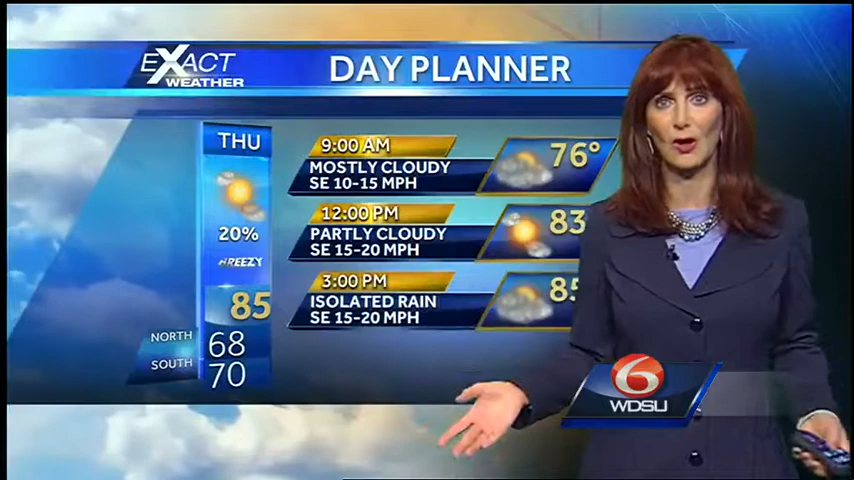 EXACT
WEATHER
DAY PLANNER
THU
20%
BREEZY
85
NORTH
68
SOUTH
70
9:00 AM
MOSTLY CLOUDY
SE 10-15 MPH
76°
12:00 PM
PARTLY CLOUDY
SE 15-20 MPH
83
3:00 PM
ISOLATED RAIN
SE 15-20 MPH
85
6
WDSU